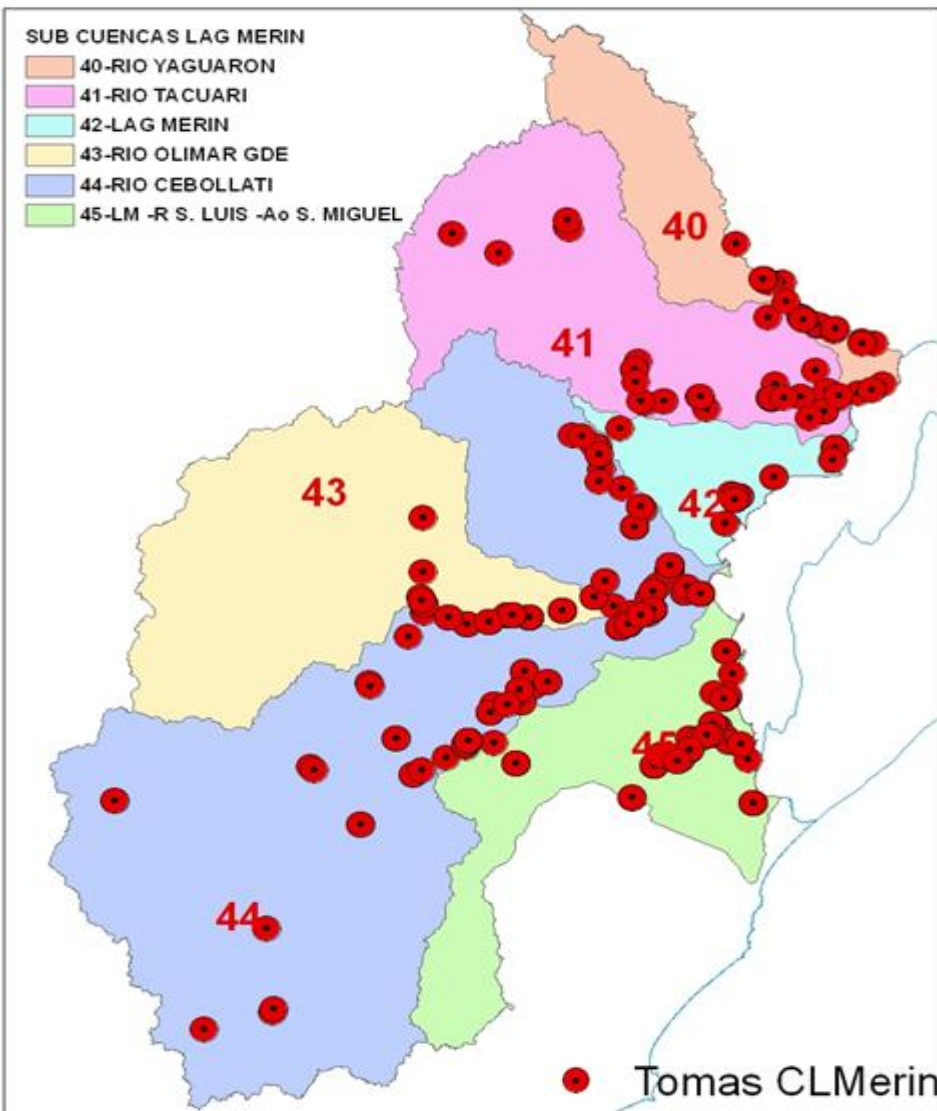 SUB CUENCAS LAG MERIN
40-RIO YAGUARON
41-RIO TACUARI
42-LAG MERIN
43-RIO OLIMAR GDE
44-RIO CEBOLLATI
45-LM -R S. LUIS -Ao S. MIGUEL
40
41
43
42
45
44
Tomas CLMerin